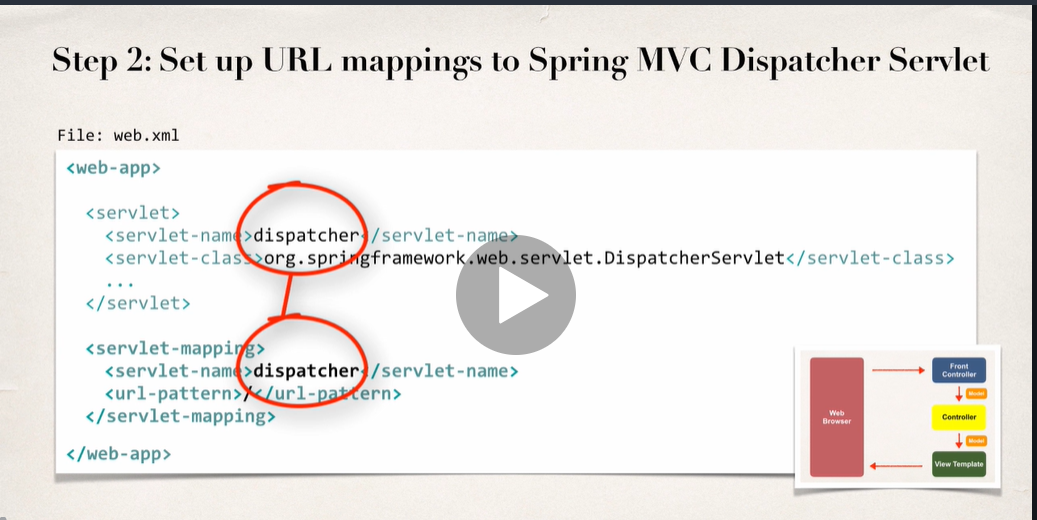 Step 2: Set up URL mappings to Spring MVC Dispatcher Servlet
File: web.xml
<web-app>
<servlet>
<servlet-name>dispatcher</servlet-name>
<servlet-class>org.springframework.web.servlet.DispatcherServlet</servlet-class>
...
</servlet>
<servlet-mapping>
<servlet-name>dispatcher</servlet-name>
<url-pattern>/</url-pattern>
</servlet-mapping>
</web-app>
Web
Browser
Front
Controller
Model
Controller
Model
View Template